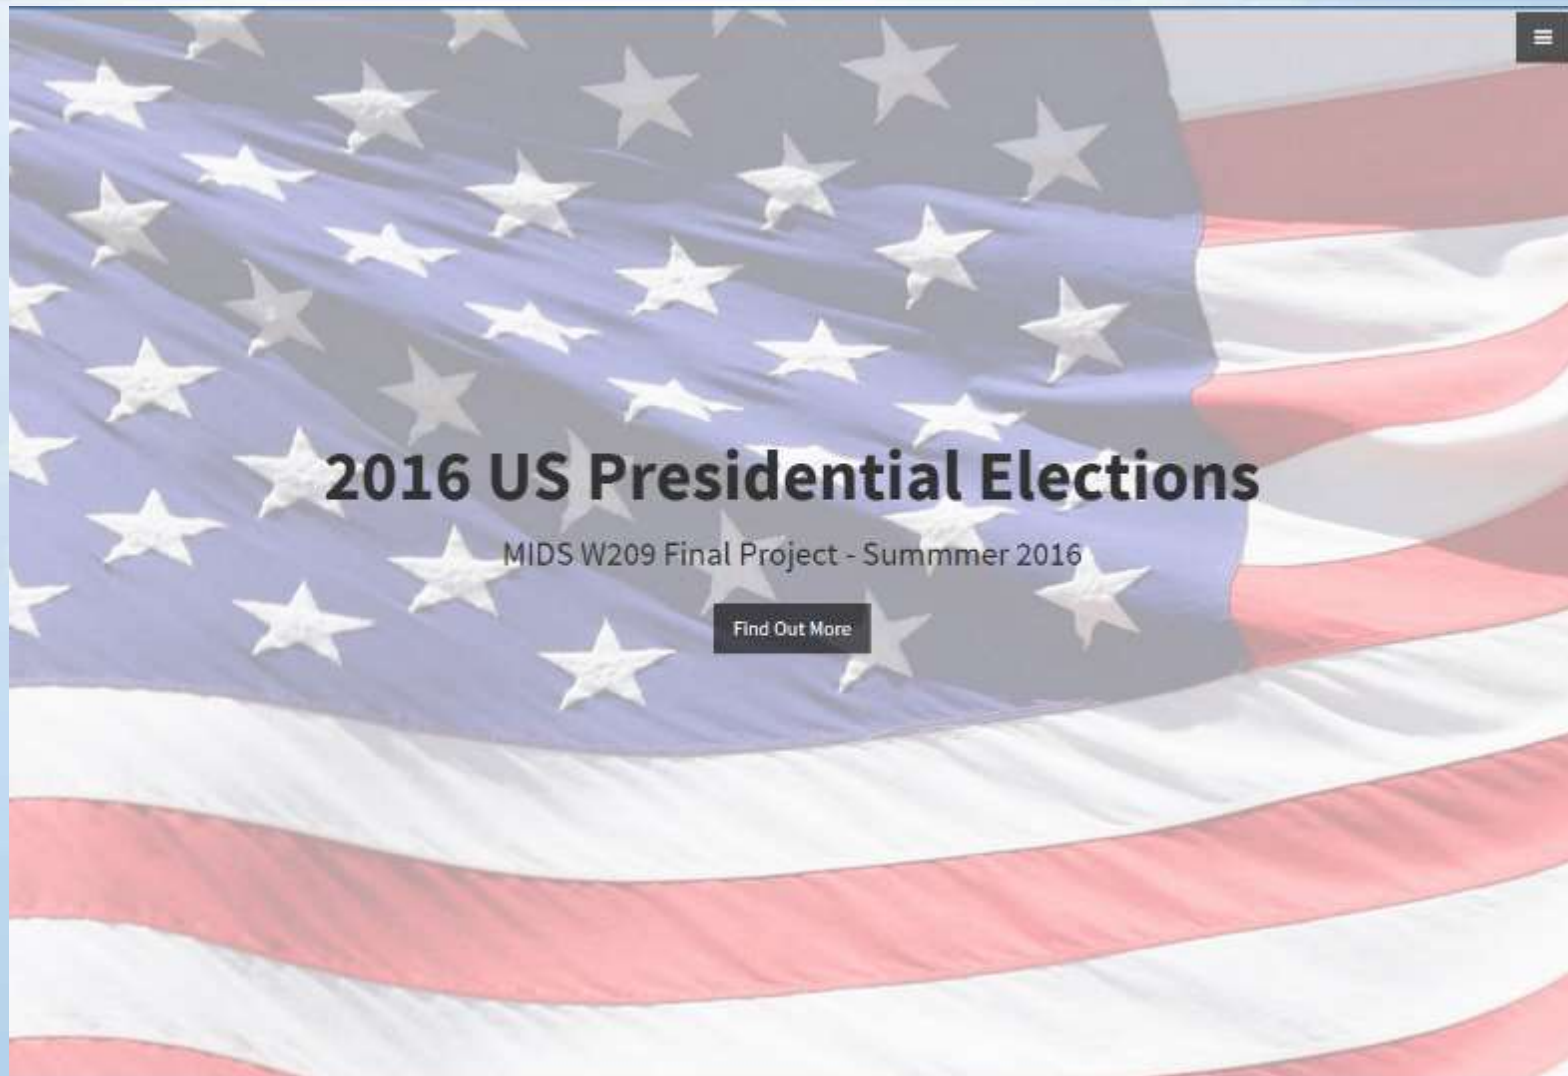 2016 US Presidential Elections
MIDS W209 Final Project - Summmer 2016
Find Out More